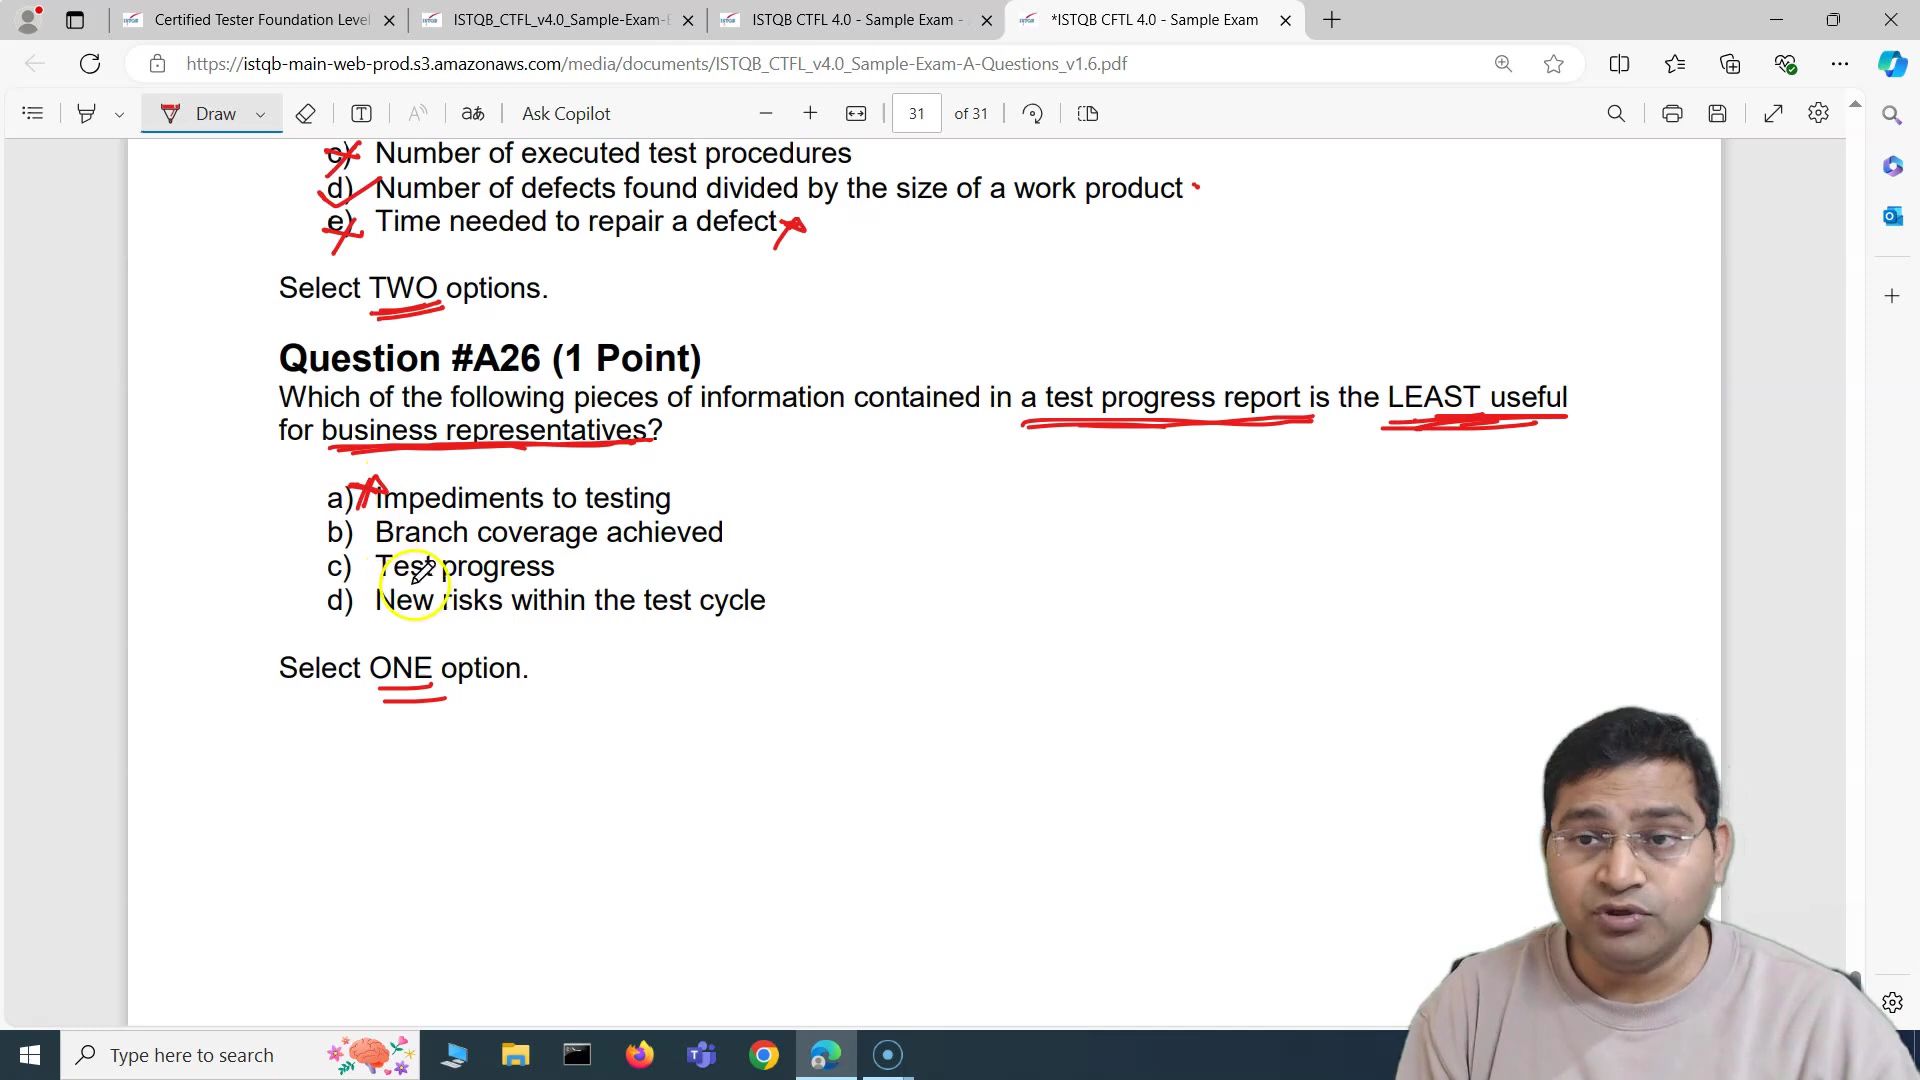 Certified Tester Foundation Leve
ISTQB_CTFL_v4.0_Sample-Exam-E
ISTQB CTFL 4.0 - Sample Exam -
*ISTQB CFTL 4.0 - Sample Exam
https://istqb-main-web-prod.s3.amazonaws.com/media/documents/ISTQB_CTFL_v4.0_Sample-Exam-A-Questions_v1.6.pdf
Draw
Ask Copilot
31 of 31
c) Number of executed test procedures
d) Number of defects found divided by the size of a work product
e) Time needed to repair a defect
Select TWO options.
Question #A26 (1 Point)
Which of the following pieces of information contained in a test progress report is the LEAST useful
for business representatives?
a) Impediments to testing
b) Branch coverage achieved
c) Test progress
d) New risks within the test cycle
Select ONE option.
Type here to search